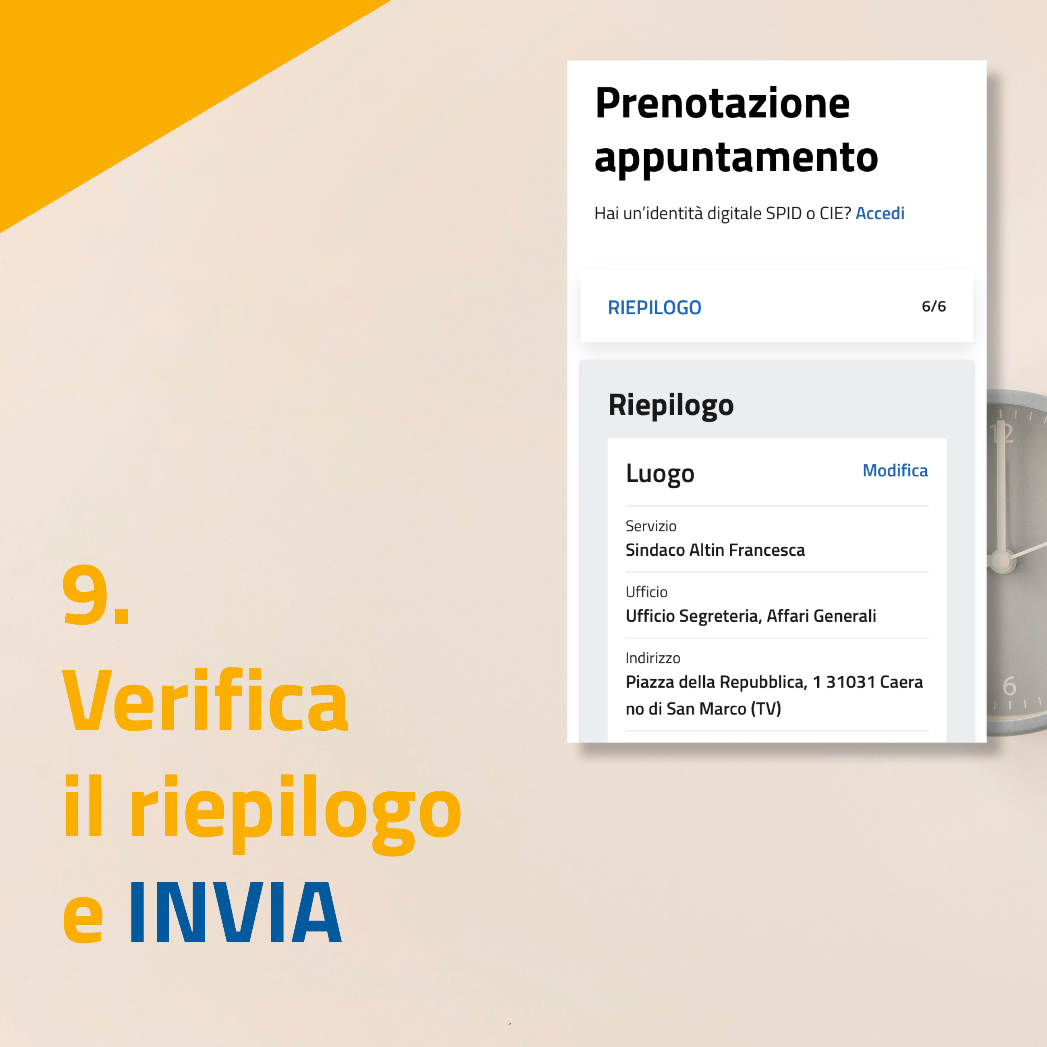 Prenotazione
appuntamento
Hai un'identità digitale SPID o CIE? Accedi
RIEPILOGO 6/6
Riepilogo
Luogo Modifica
Servizio
Sindaco Altin Francesca
Ufficio
Ufficio Segreteria, Affari Generali
Indirizzo
Piazza della Repubblica, 1 31031 Caera
no di San Marco (TV)
12
6
9.
Verifica
il riepilogo
e INVIA